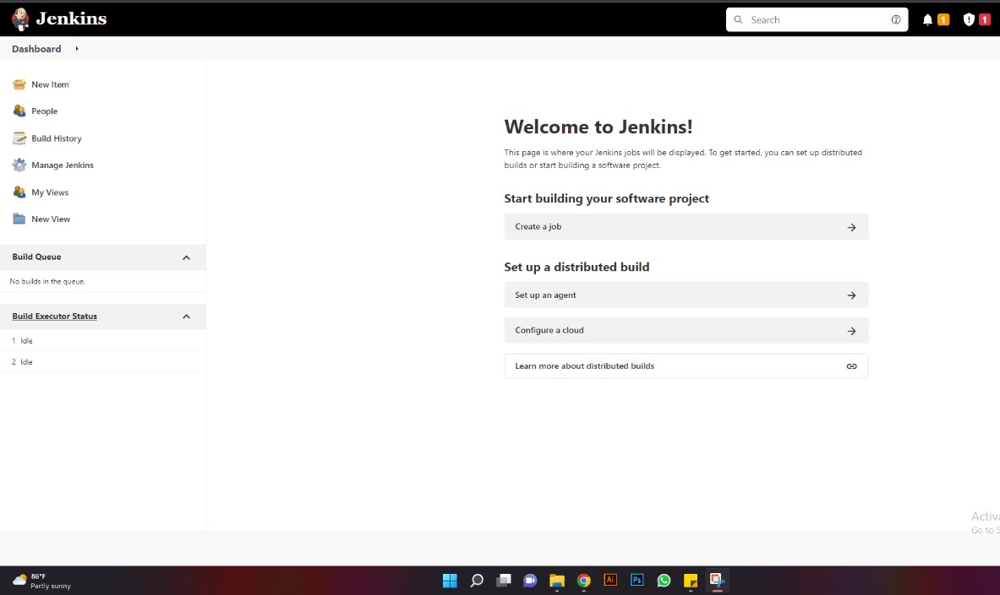 Jenkins
Search
1
1
Dashboard
New Item
People
Build History
Manage Jenkins
My Views
New View
Build Queue
No builds in the queue.
Build Executor Status
1 Idle
2 Idle
Welcome to Jenkins!
This page is where your Jenkins jobs will be displayed. To get started, you can set up distributed
builds or start building a software project.
Start building your software project
Create a job
Set up a distributed build
Set up an agent
Configure a cloud
Learn more about distributed builds
Activa
Go to S
86°F
Partly sunny
Ai
Ps